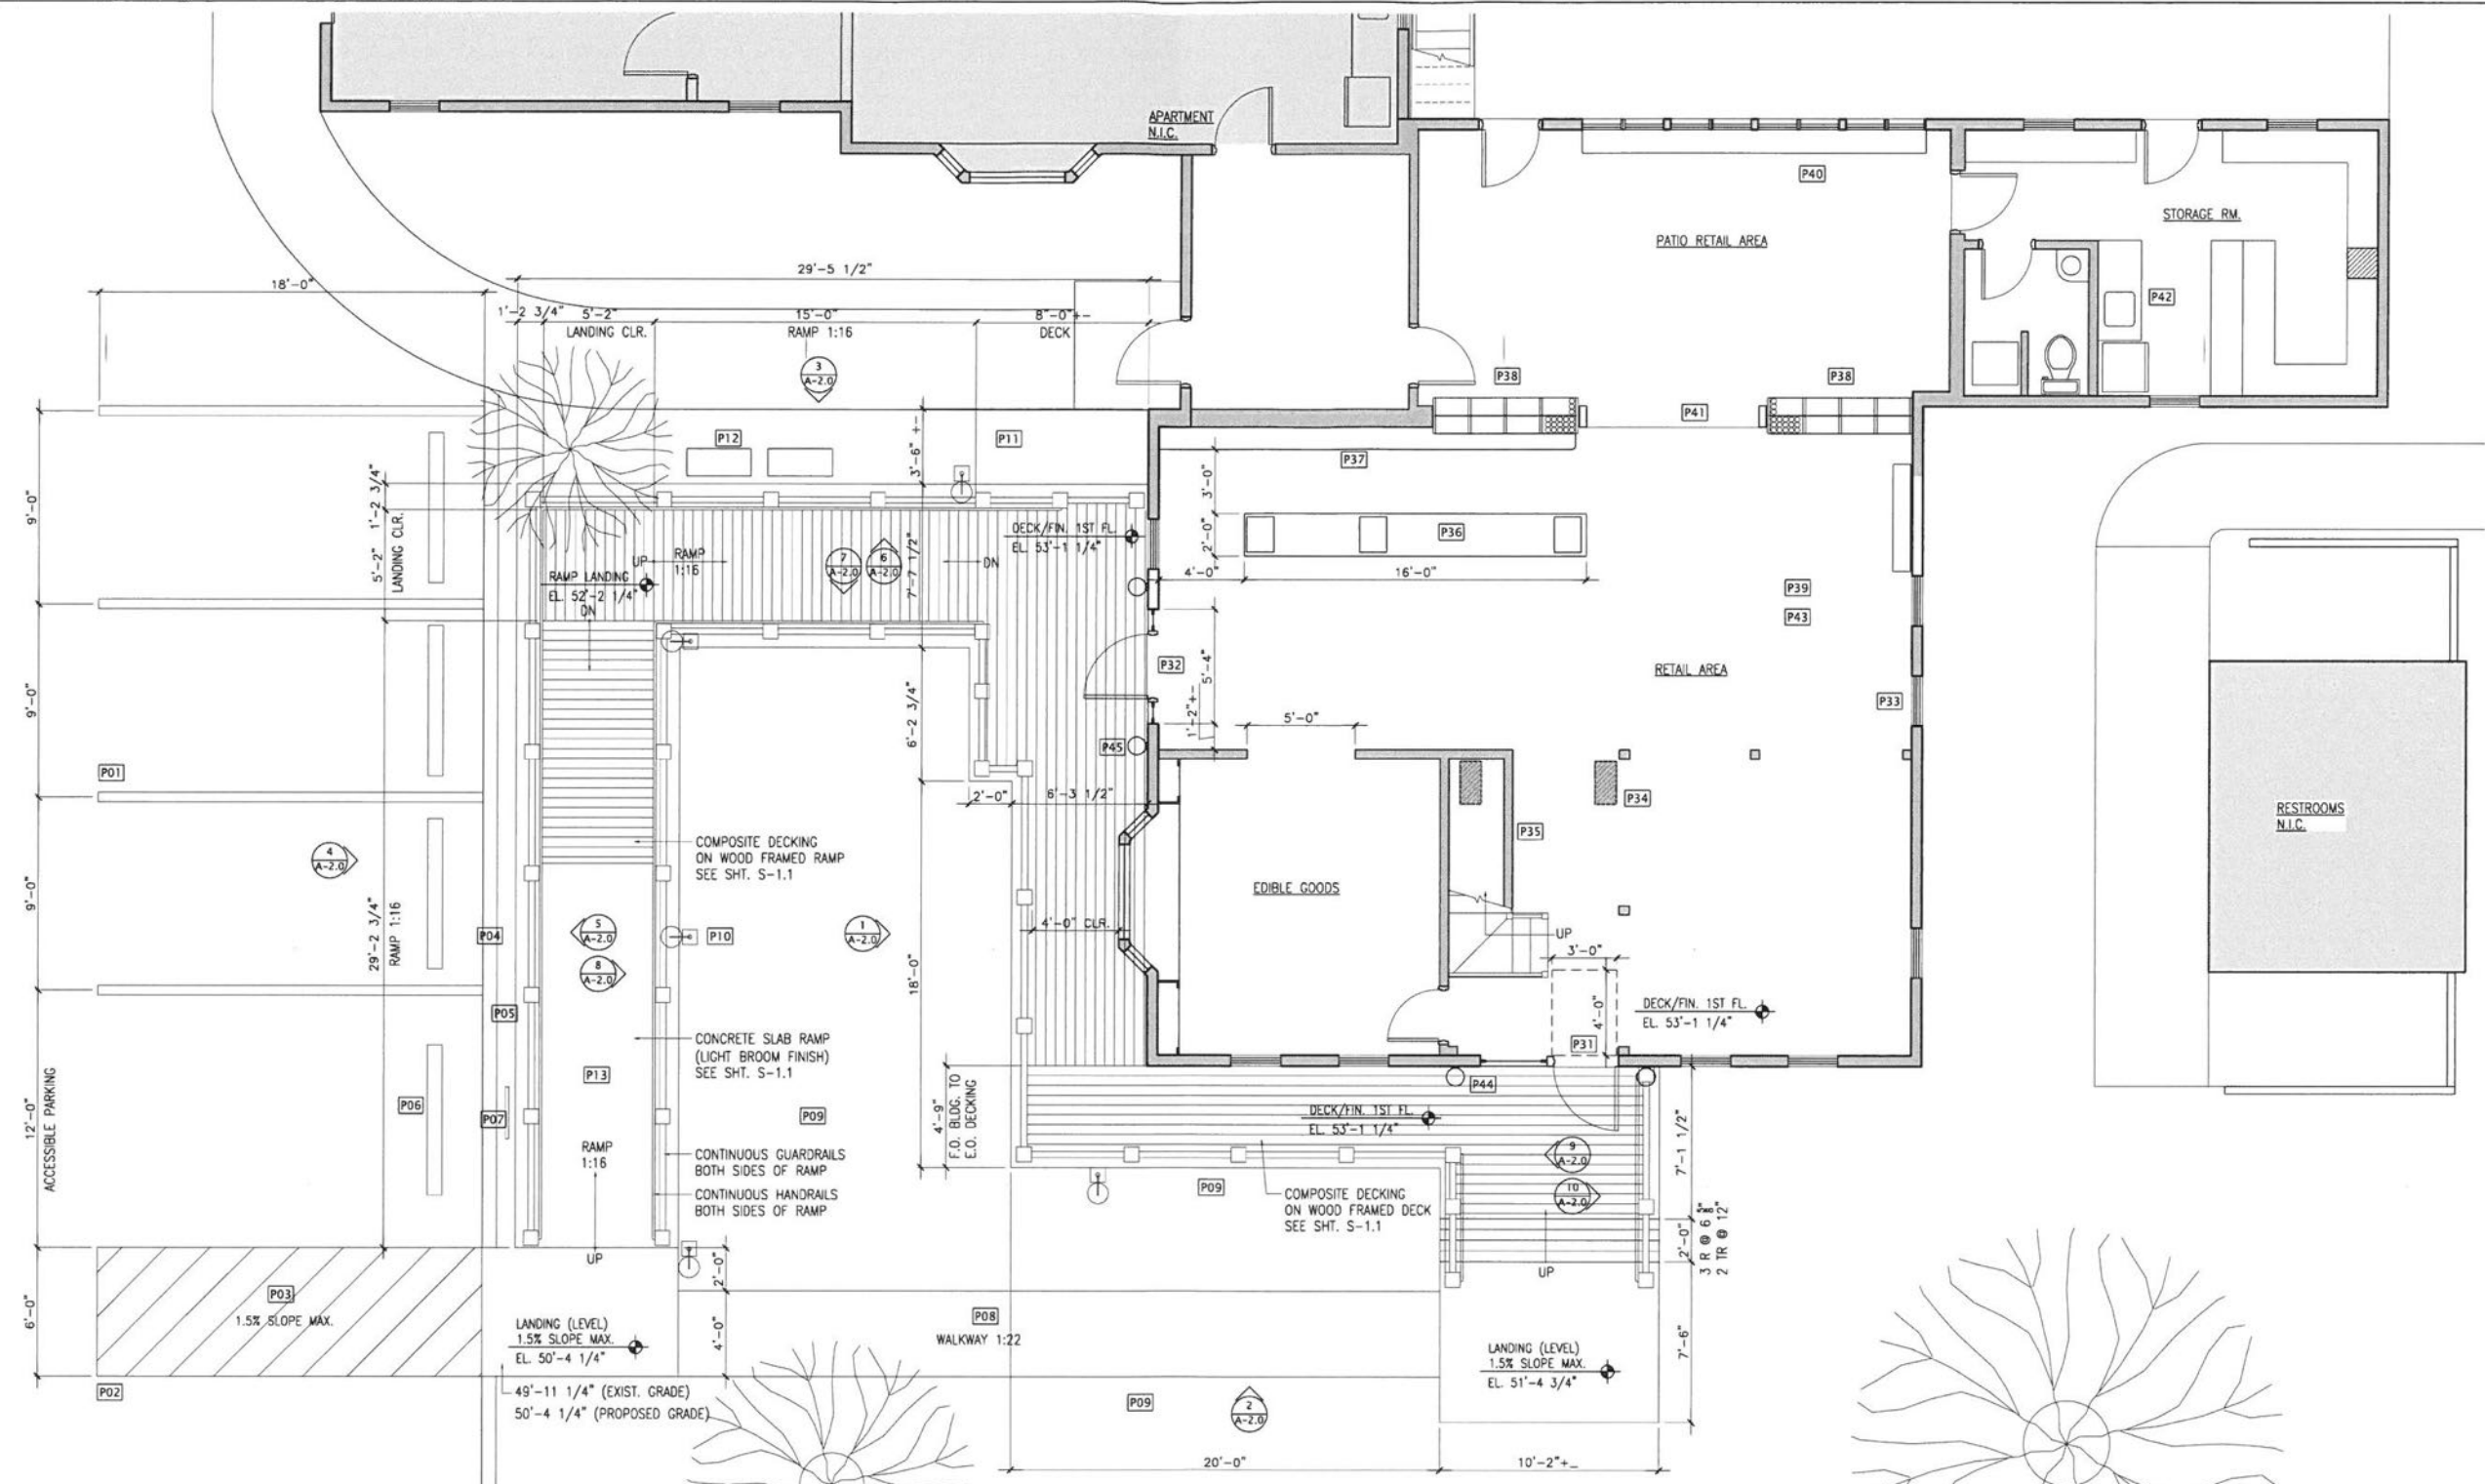 APARTMENT
N.I.C.
P40
STORAGE RM.
PATIO RETAIL AREA
P42
29'-5 1/2"
18'-0"
1'-2 3/4"
5'-2"
LANDING CLR.
15'-0"
RAMP 1:16
8"-0"+-
DECK
3
A-2.0
P38
P38
P41
P12
P11
3'-6" +-
P37
3'-0"
2'-0"
P36
4'-0"
16'-0"
9'-0"
1'-2 3/4"
5'-2"
LANDING CLR.
DECK/FIN. 1ST FL.
EL. 53'-1 1/4"
UP
RAMP
1:16
7
A-2.0
6
A-2.0
7'-7 1/2"
DN
RAMP LANDING
EL. 52'-2 1/4"
DN
P39
P43
P32
5'-4"
1'-2"+-
RETAIL AREA
P33
9'-0"
6'-2 3/4"
5'-0"
P45
P01
2'-0"
6'-3 1/2"
P34
P35
RESTROOMS
N.I.C.
COMPOSITE DECKING
ON WOOD FRAMED RAMP
SEE SHT. S-1.1
4
A-2.0
9'-0"
EDIBLE GOODS
29'-2 3/4"
RAMP 1:16
P04
5
A-2.0
8
A-2.0
P10
1
A-2.0
4'-0" CLR.
18'-0"
UP
3'-0"
4'-0"
DECK/FIN. 1ST FL.
EL. 53'-1 1/4"
P05
CONCRETE SLAB RAMP
(LIGHT BROOM FINISH)
SEE SHT. S-1.1
P31
P13
P44
12'-0"
ACCESSIBLE PARKING
P06
P07
P09
4'-9"
F.O. BLDG. TO
E.O. DECKING
DECK/FIN. 1ST FL.
EL. 53'-1 1/4"
RAMP
1:16
CONTINUOUS GUARDRAILS
BOTH SIDES OF RAMP
CONTINUOUS HANDRAILS
BOTH SIDES OF RAMP
9
A-2.0
10
A-2.0
7'-1 1/2"
P09
COMPOSITE DECKING
ON WOOD FRAMED DECK
SEE SHT. S-1.1
2'-0"
3 R @ 6
2 TR @ 12"
UP
UP
6'-0"
P03
1.5% SLOPE MAX.
2'-0"
4'-0"
P08
WALKWAY 1:22
LANDING (LEVEL)
1.5% SLOPE MAX.
EL. 50'-4 1/4"
LANDING (LEVEL)
1.5% SLOPE MAX.
EL. 51'-4 3/4"
7'-6"
P02
49'-11 1/4" (EXIST. GRADE)
50'-4 1/4" (PROPOSED GRADE)
P09
2
A-2.0
20'-0"
10'-2"+_